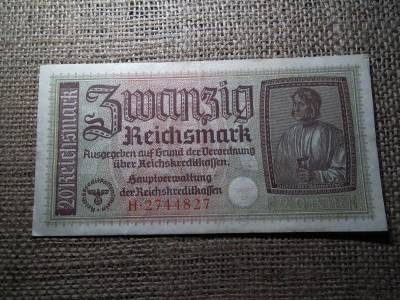 20 Reichsmark
Zwanzig
Reichsmark
Ausgegeben auf Grund der Verordnung
über Reichskreditkassen.
Hauptverwaltung
der Reichskreditkassen
H·2744827